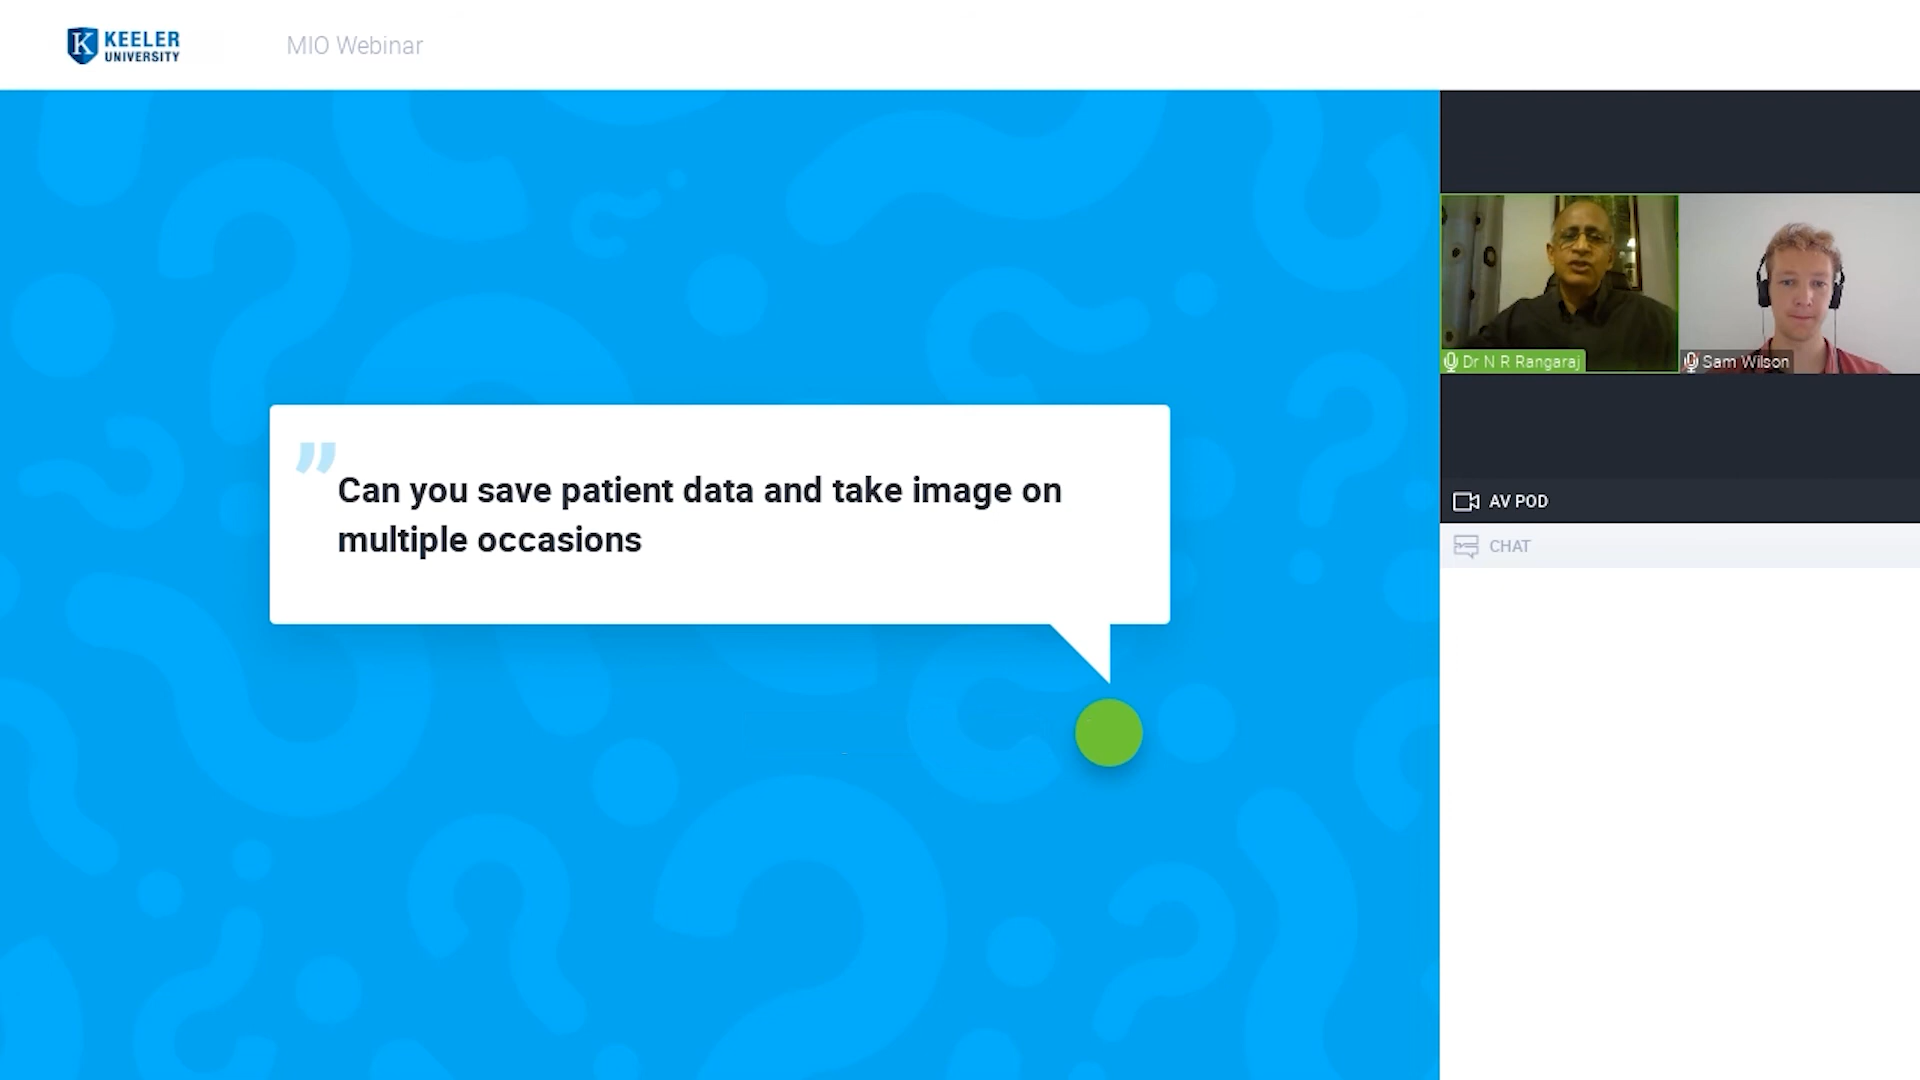 K KEELER
UNIVERSITY
MIO Webinar
”
Can you save patient data and take image on
multiple occasions
Dr N R Rangaraj
Sam Wilson
AV POD
CHAT